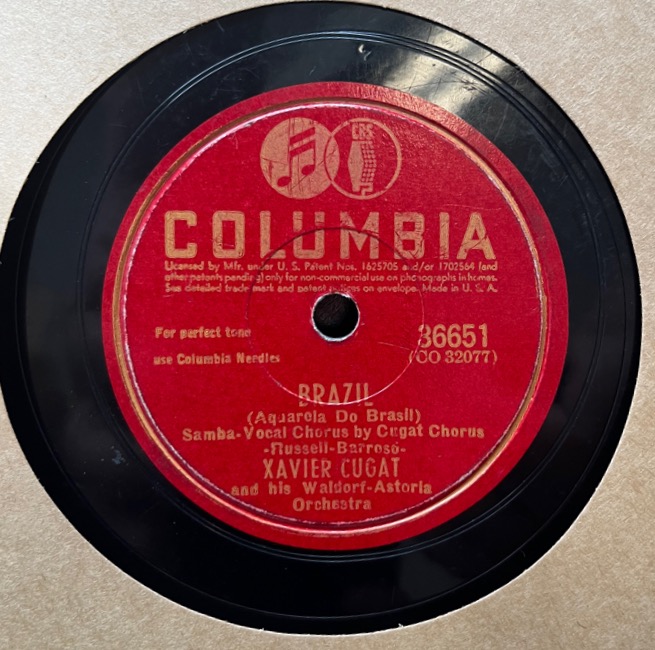 CBS
COLUMBIA
Licensed by Mfr. under U. S. Patent Nos. 1625705 and/or 1702564 (and
other patents pending) only for non-commercial use on phonographs in homes.
See detailed trade mark and patent notices on envelope. Made in U. S. A.
For perfect tone
use Columbia Needles
36651
(CO 32077)
BRAZIL
(Aquarela Do Brasil)
Samba-Vocal Chorus by Cugat Chorus
-Russell-Barroso-
XAVIER CUGAT
and his Waldorf-Astoria
Orchestra